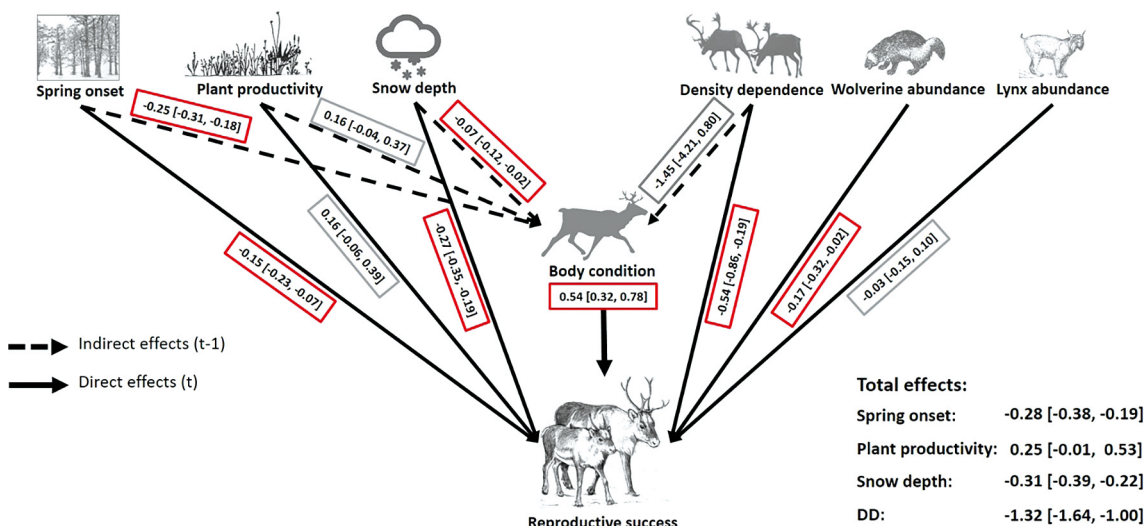 Spring onset
Plant productivity
Snow depth
Density dependence
Wolverine abundance
Lynx abundance
-0.25 [-0.31, -0.18]
0.16 [-0.04, 0.37]
-0.07 [-0.12, -0.02]
-1.45 [-4.21, 0.80]
Body condition
0.54 [0.32, 0.78]
-0.15 [-0.23, -0.07]
0.16 [-0.06, 0.39]
-0.27 [-0.35, -0.19]
-0.54 [-0.86, -0.19]
-0.17 [-0.32, -0.02]
-0.03 [-0.15, 0.10]
Indirect effects (t-1)
Direct effects (t)
Reproductive success
Total effects:
Spring onset: -0.28 [-0.38, -0.19]
Plant productivity: 0.25 [-0.01, 0.53]
Snow depth: -0.31 [-0.39, -0.22]
DD: -1.32 [-1.64, -1.00]